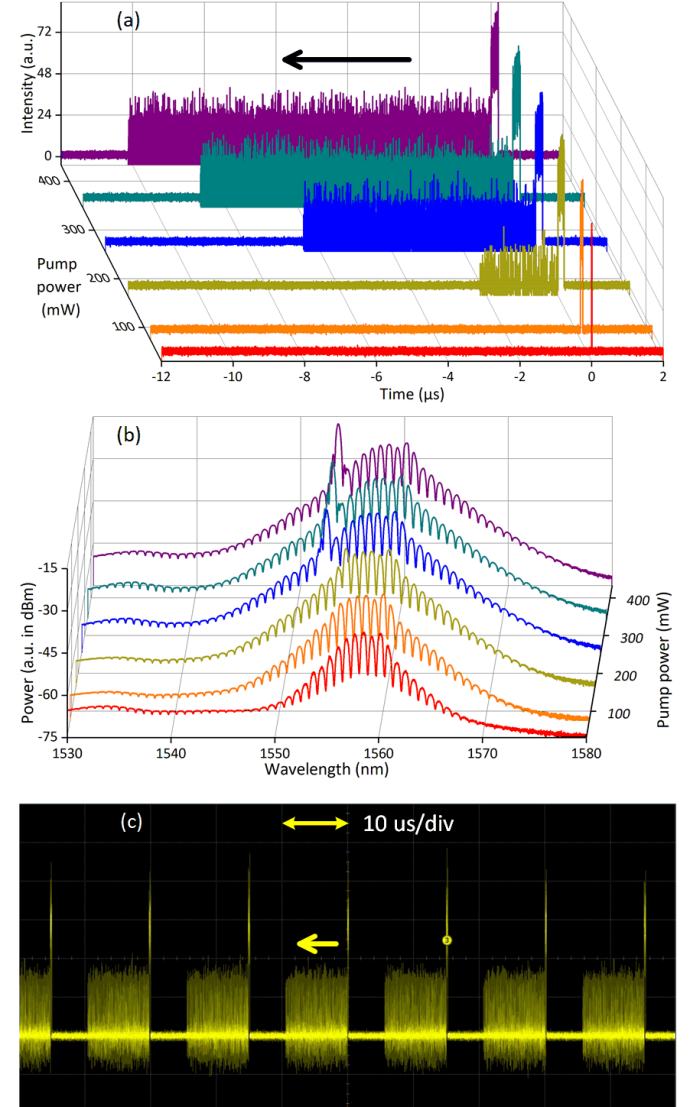 (a)
Intensity (a.u.)
72
48
24
0
400
300
200
100
Pump
power
(mW)
-12
-10
-8
-6
-4
-2
0
2
Time (μs)
(b)
Power (a.u. in dBm)
-15
-30
-45
-60
-75
1530
1540
1550
1560
1570
1580
Wavelength (nm)
400
300
200
100
Pump power (mW)
(c)
10 us/div
3